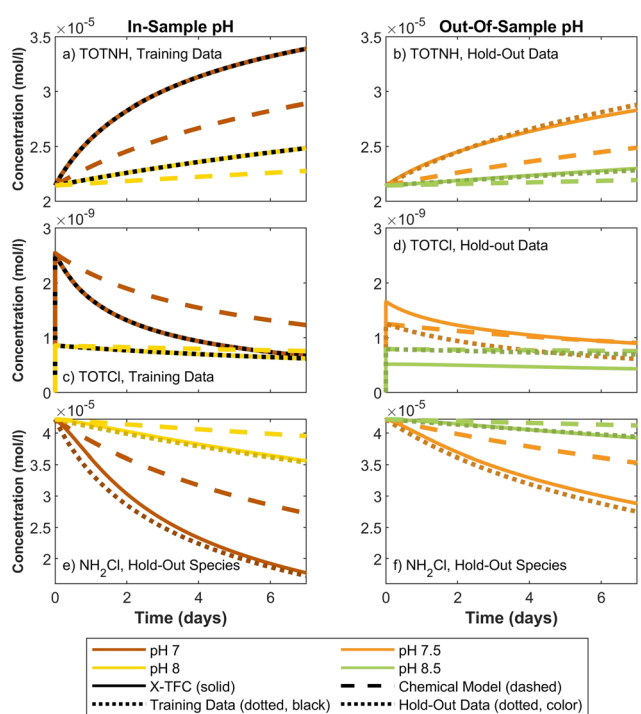 In-Sample pH
Out-Of-Sample pH
×10⁻⁵
×10⁻⁵
3.5
3
2.5
2
Concentration (mol/l)
a) TOTNH, Training Data
3.5
3
2.5
2
b) TOTNH, Hold-Out Data
×10⁻⁹
×10⁻⁹
3
2
1
0
Concentration (mol/l)
c) TOTCl, Training Data
3
2
1
0
d) TOTCl, Hold-out Data
×10⁻⁵
×10⁻⁵
4
3.5
3
2.5
2
Concentration (mol/l)
e) NH₂Cl, Hold-Out Species
0 2 4 6
Time (days)
4
3.5
3
2.5
2
f) NH₂Cl, Hold-Out Species
0 2 4 6
Time (days)
pH 7
pH 7.5
pH 8
pH 8.5
X-TFC (solid)
Chemical Model (dashed)
Training Data (dotted, black)
Hold-Out Data (dotted, color)